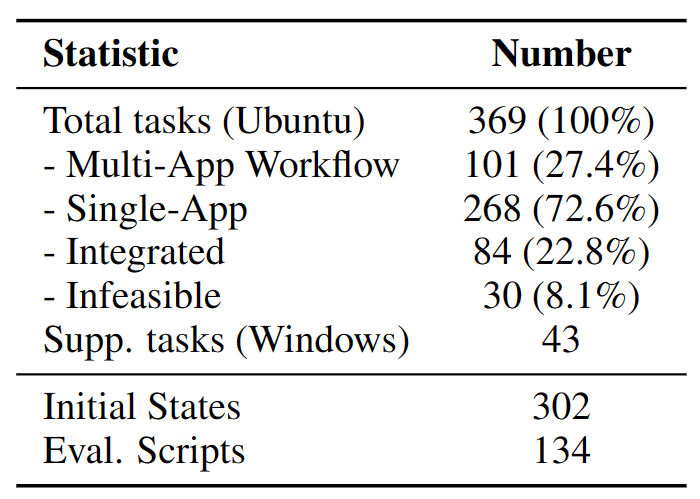 Statistic Number
Total tasks (Ubuntu) 369 (100%)
- Multi-App Workflow 101 (27.4%)
- Single-App 268 (72.6%)
- Integrated 84 (22.8%)
- Infeasible 30 (8.1%)
Supp. tasks (Windows) 43
Initial States 302
Eval. Scripts 134